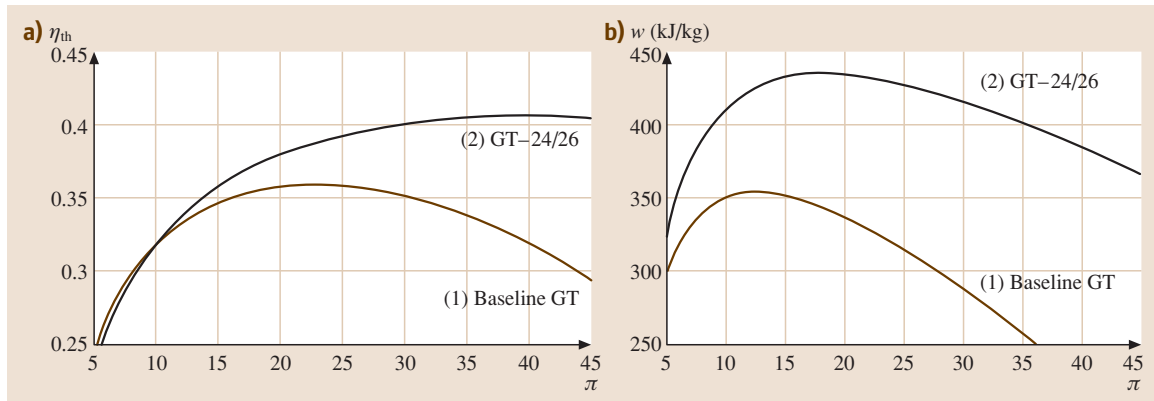 a) ηth
0.45
0.4
0.35
0.3
0.25
5 10 15 20 25 30 35 40 45
π
(2) GT–24/26
(1) Baseline GT
b) w (kJ/kg)
450
400
350
300
250
5 10 15 20 25 30 35 40 45
π
(2) GT–24/26
(1) Baseline GT